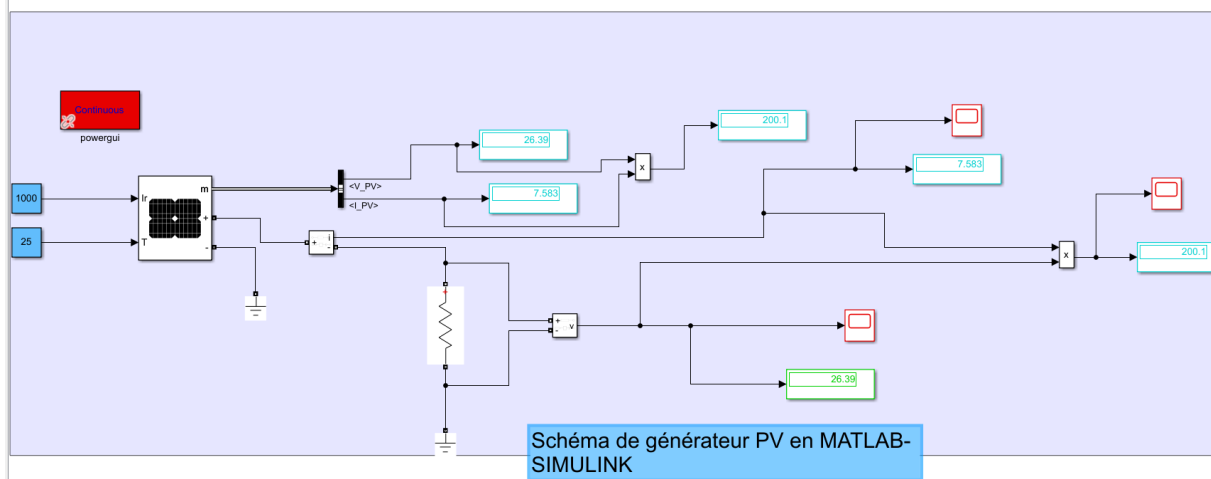 Continuous
powergui
26.39
200.1
7.583
1000
Ir
m
<V_PV>
x
7.583
<I_PV>
25
T
+
-
+
i
-
x
200.1
+
+
-
v
26.39
Schéma de générateur PV en MATLAB-
SIMULINK